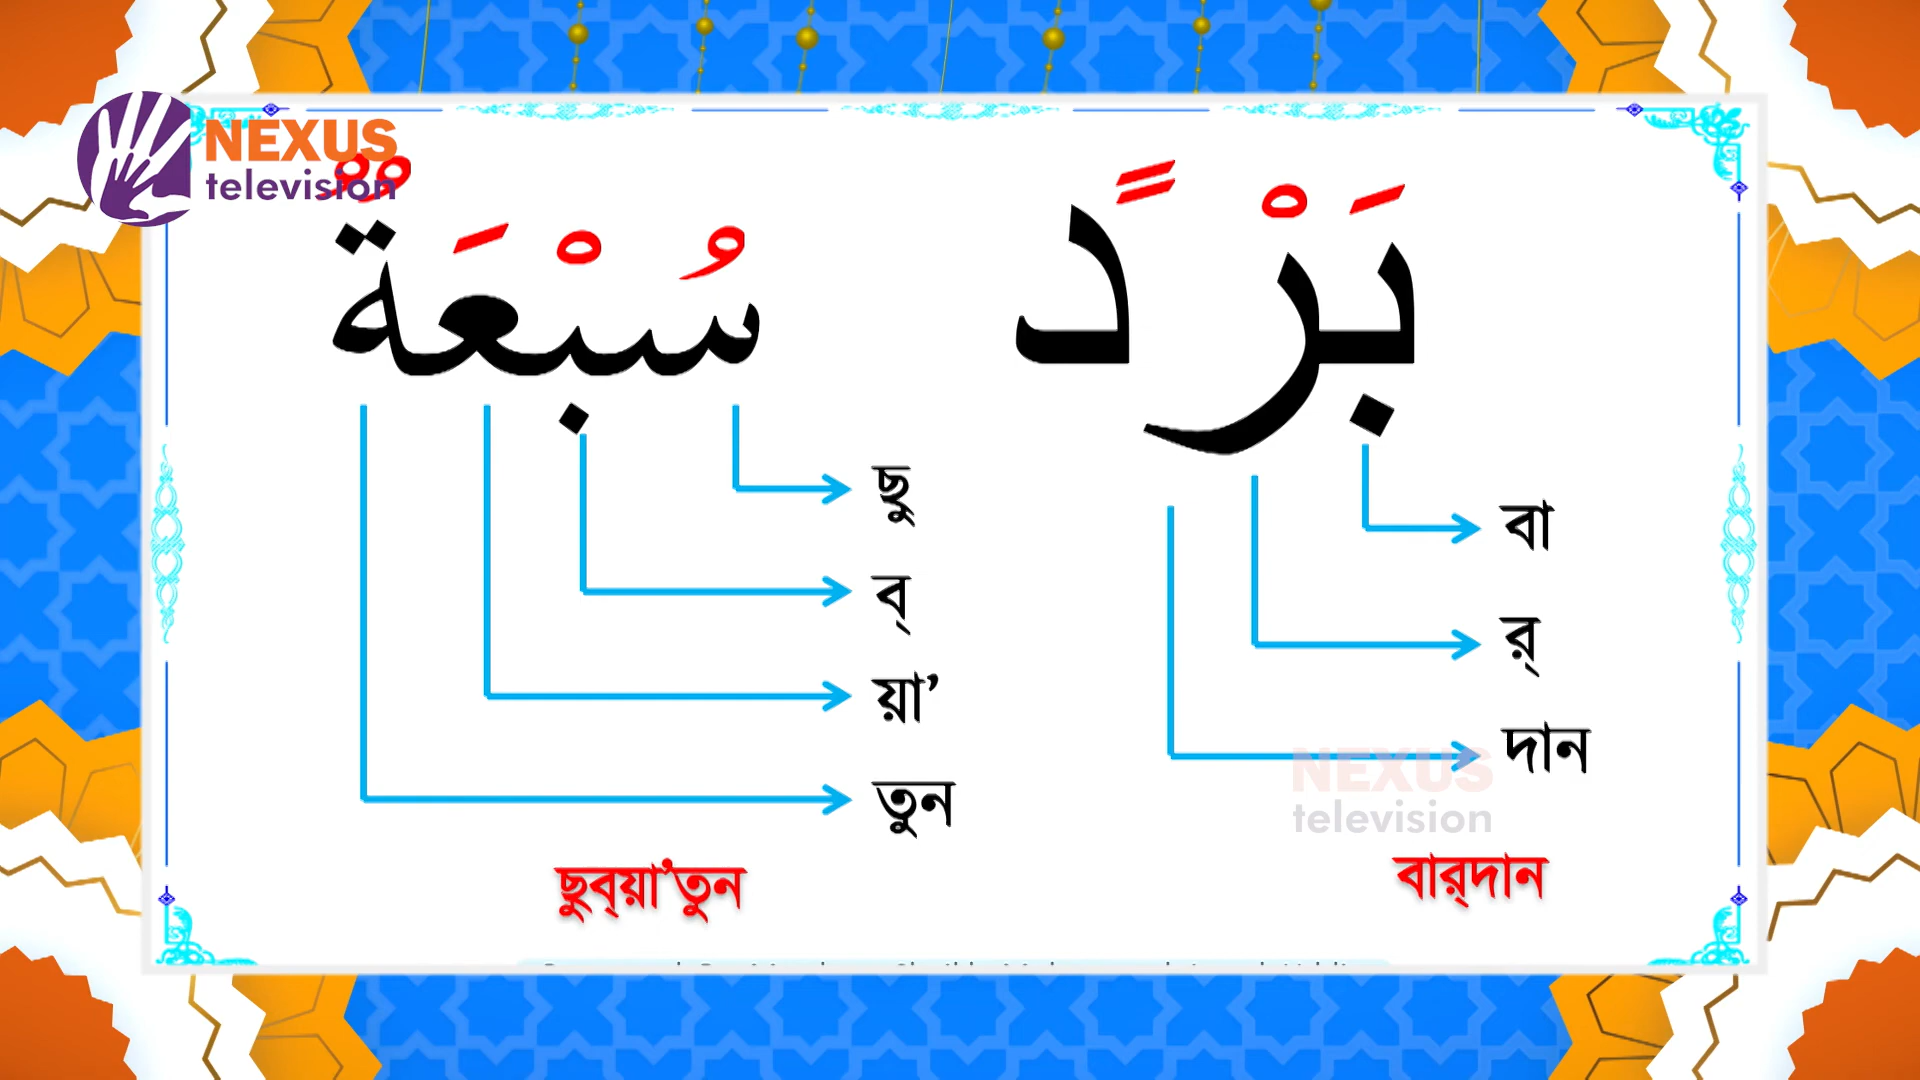 NEXUS
television
بَرْدً
سُبْعَةٌ
বা
র্
দান
বার্‌দান
ছু
ব্
য়া’
তুন
ছুব্‌য়া’তুন
NEXUS
television